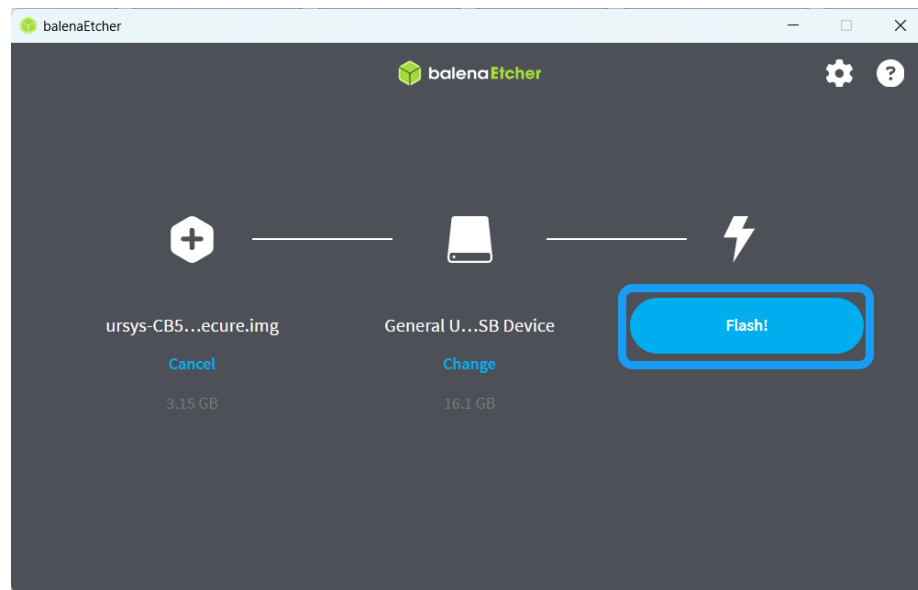 balenaEtcher
balenaEtcher
ursys-CB5...ecure.img
General U...SB Device
Flash!
Cancel
Change
3.15 GB
16.1 GB